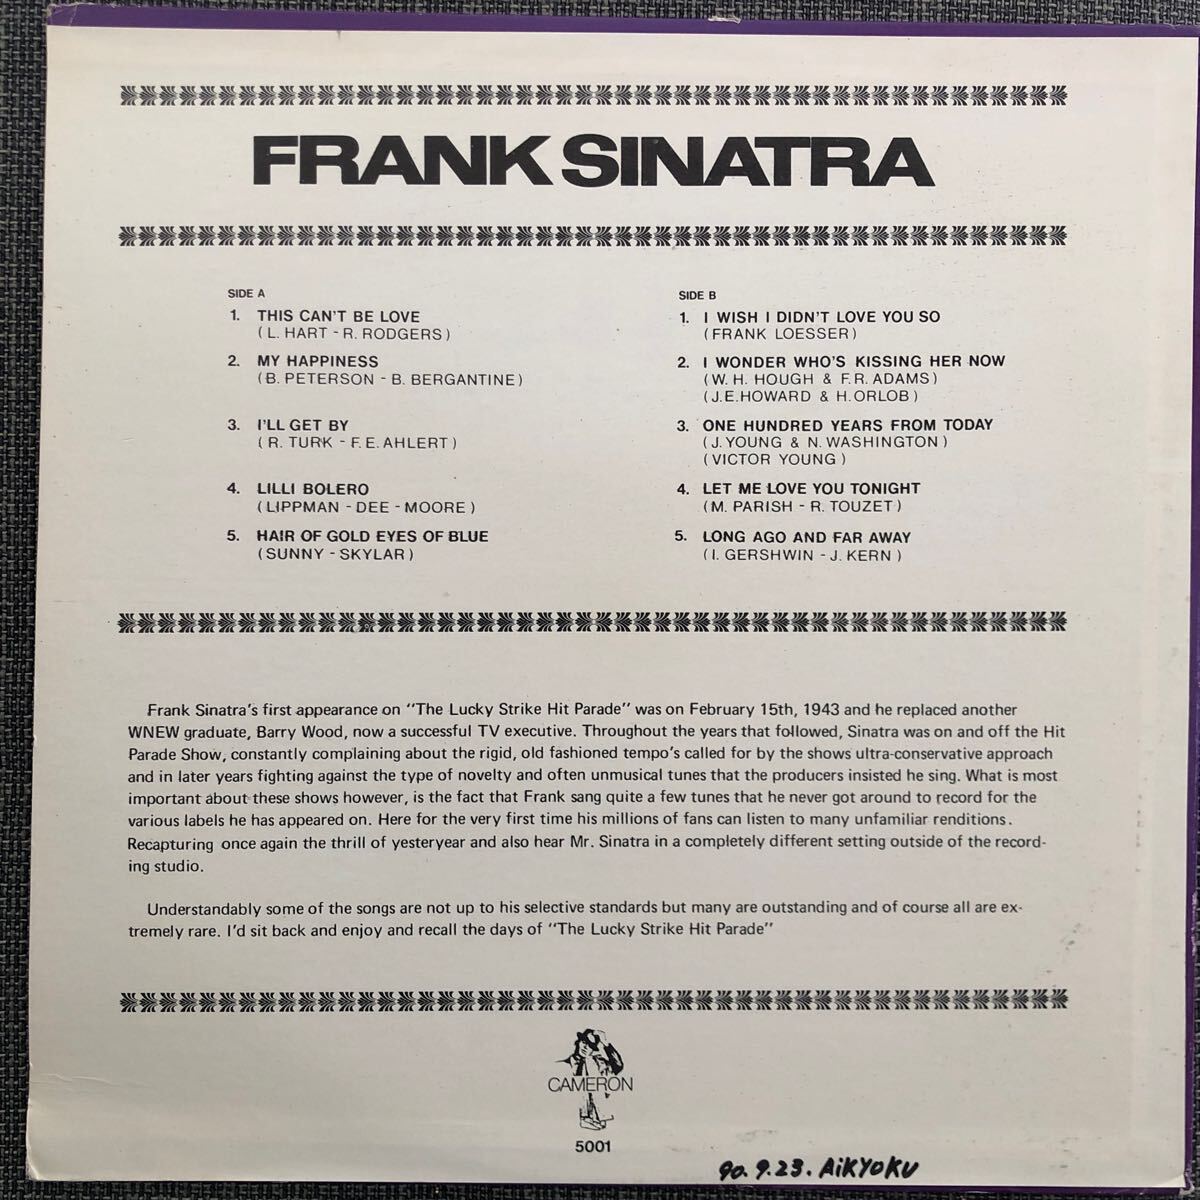 FRANK SINATRA
SIDE A
1. THIS CAN'T BE LOVE
(L. HART - R. RODGERS)
2. MY HAPPINESS
(B. PETERSON - B. BERGANTINE)
3. I'LL GET BY
(R. TURK - F.E. AHLERT)
4. LILLI BOLERO
(LIPPMAN - DEE - MOORE)
5. HAIR OF GOLD EYES OF BLUE
(SUNNY - SKYLAR)
SIDE B
1. I WISH I DIDN'T LOVE YOU SO
(FRANK LOESSER)
2. I WONDER WHO'S KISSING HER NOW
(W. H. HOUGH & F.R. ADAMS)
(J.E.HOWARD & H.ORLOB)
3. ONE HUNDRED YEARS FROM TODAY
(J.YOUNG & N. WASHINGTON)
(VICTOR YOUNG)
4. LET ME LOVE YOU TONIGHT
(M. PARISH - R. TOUZET)
5. LONG AGO AND FAR AWAY
(I. GERSHWIN - J. KERN)
Frank Sinatra's first appearance on "The Lucky Strike Hit Parade" was on February 15th, 1943 and he replaced another
WNEW graduate, Barry Wood, now a successful TV executive. Throughout the years that followed, Sinatra was on and off the Hit
Parade Show, constantly complaining about the rigid, old fashioned tempo's called for by the shows ultra-conservative approach
and in later years fighting against the type of novelty and often unmusical tunes that the producers insisted he sing. What is most
important about these shows however, is the fact that Frank sang quite a few tunes that he never got around to record for the
various labels he has appeared on. Here for the very first time his millions of fans can listen to many unfamiliar renditions.
Recapturing once again the thrill of yesteryear and also hear Mr. Sinatra in a completely different setting outside of the record-
ing studio.
Understandably some of the songs are not up to his selective standards but many are outstanding and of course all are ex-
tremely rare. I'd sit back and enjoy and recall the days of "The Lucky Strike Hit Parade"
CAMERON
5001
90.9.23. AiKYOKU